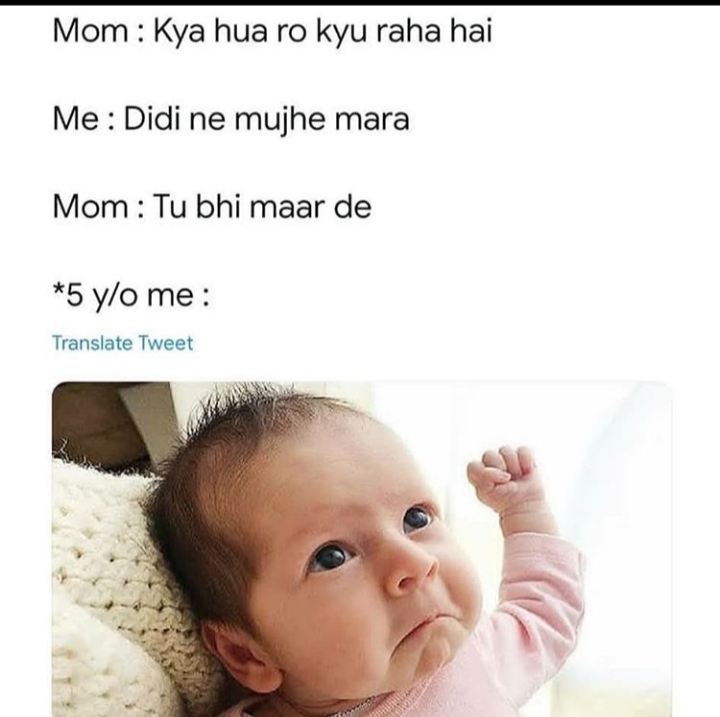 Mom : Kya hua ro kyu raha hai
Me : Didi ne mujhe mara
Mom : Tu bhi maar de
*5 y/o me :
Translate Tweet